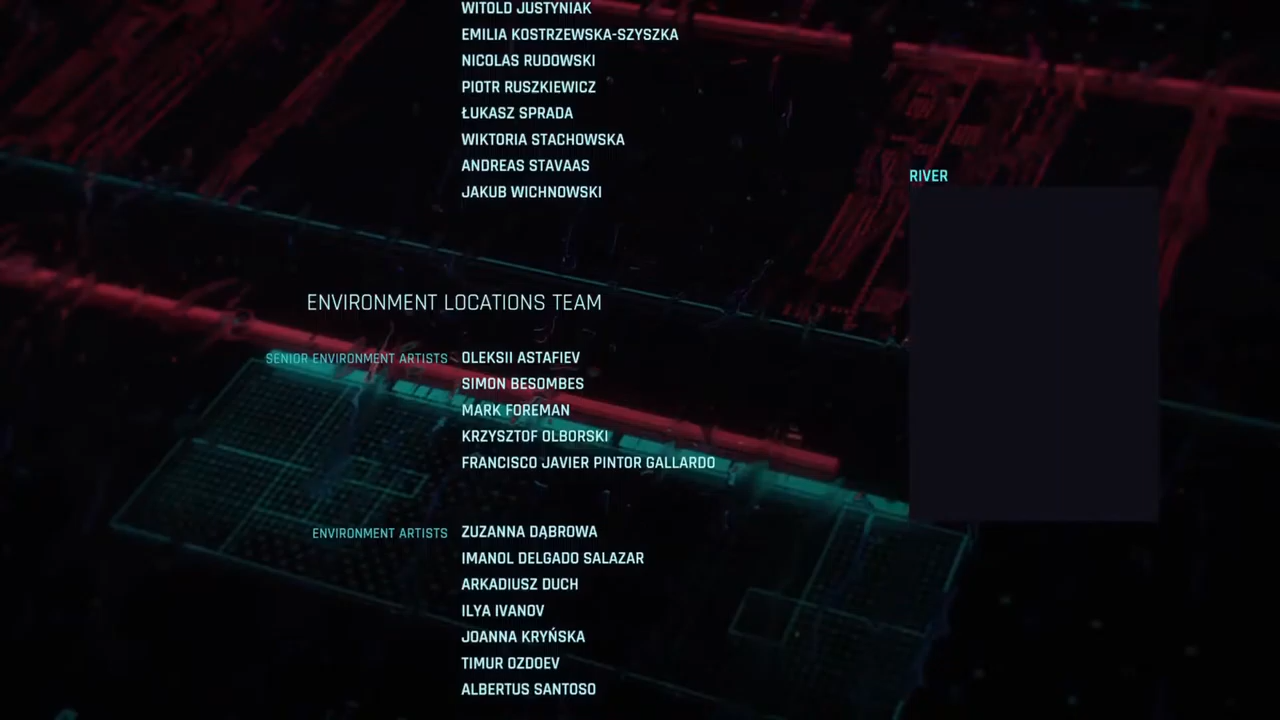 WITOLD JUSTYNIAK
EMILIA KOSTRZEWSKA-SZYSZKA
NICOLAS RUDOWSKI
PIOTR RUSZKIEWICZ
ŁUKASZ SPRADA
WIKTORIA STACHOWSKA
ANDREAS STAVAAS
JAKUB WICHNOWSKI
RIVER
ENVIRONMENT LOCATIONS TEAM
SENIOR ENVIRONMENT ARTISTS OLEKSII ASTAFIEV
SIMON BESOMBES
MARK FOREMAN
KRZYSZTOF OLBORSKI
FRANCISCO JAVIER PINTOR GALLARDO
ENVIRONMENT ARTISTS ZUZANNA DĄBROWA
IMANOL DELGADO SALAZAR
ARKADIUSZ DUCH
ILYA IVANOV
JOANNA KRYŃSKA
TIMUR OZDOEV
ALBERTUS SANTOSO